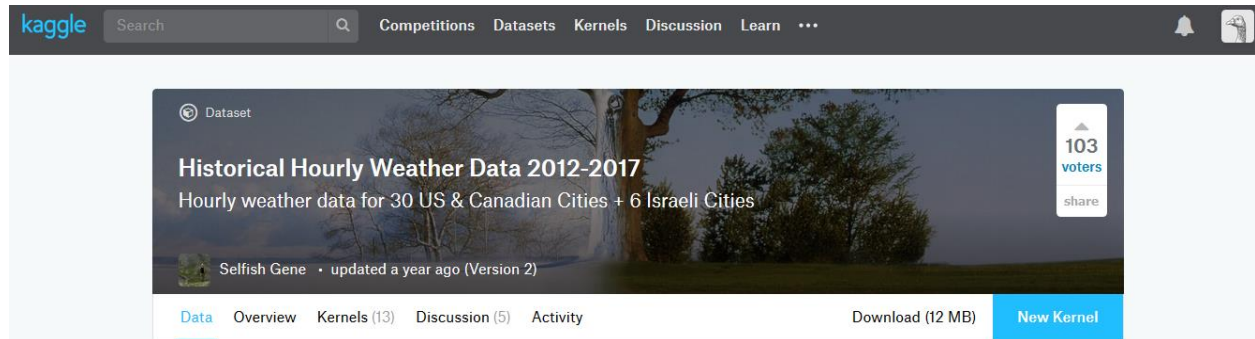 kaggle Search Competitions Datasets Kernels Discussion Learn •••
Dataset
103
voters
share
Historical Hourly Weather Data 2012-2017
Hourly weather data for 30 US & Canadian Cities + 6 Israeli Cities
Selfish Gene • updated a year ago (Version 2)
Data Overview Kernels (13) Discussion (5) Activity Download (12 MB) New Kernel